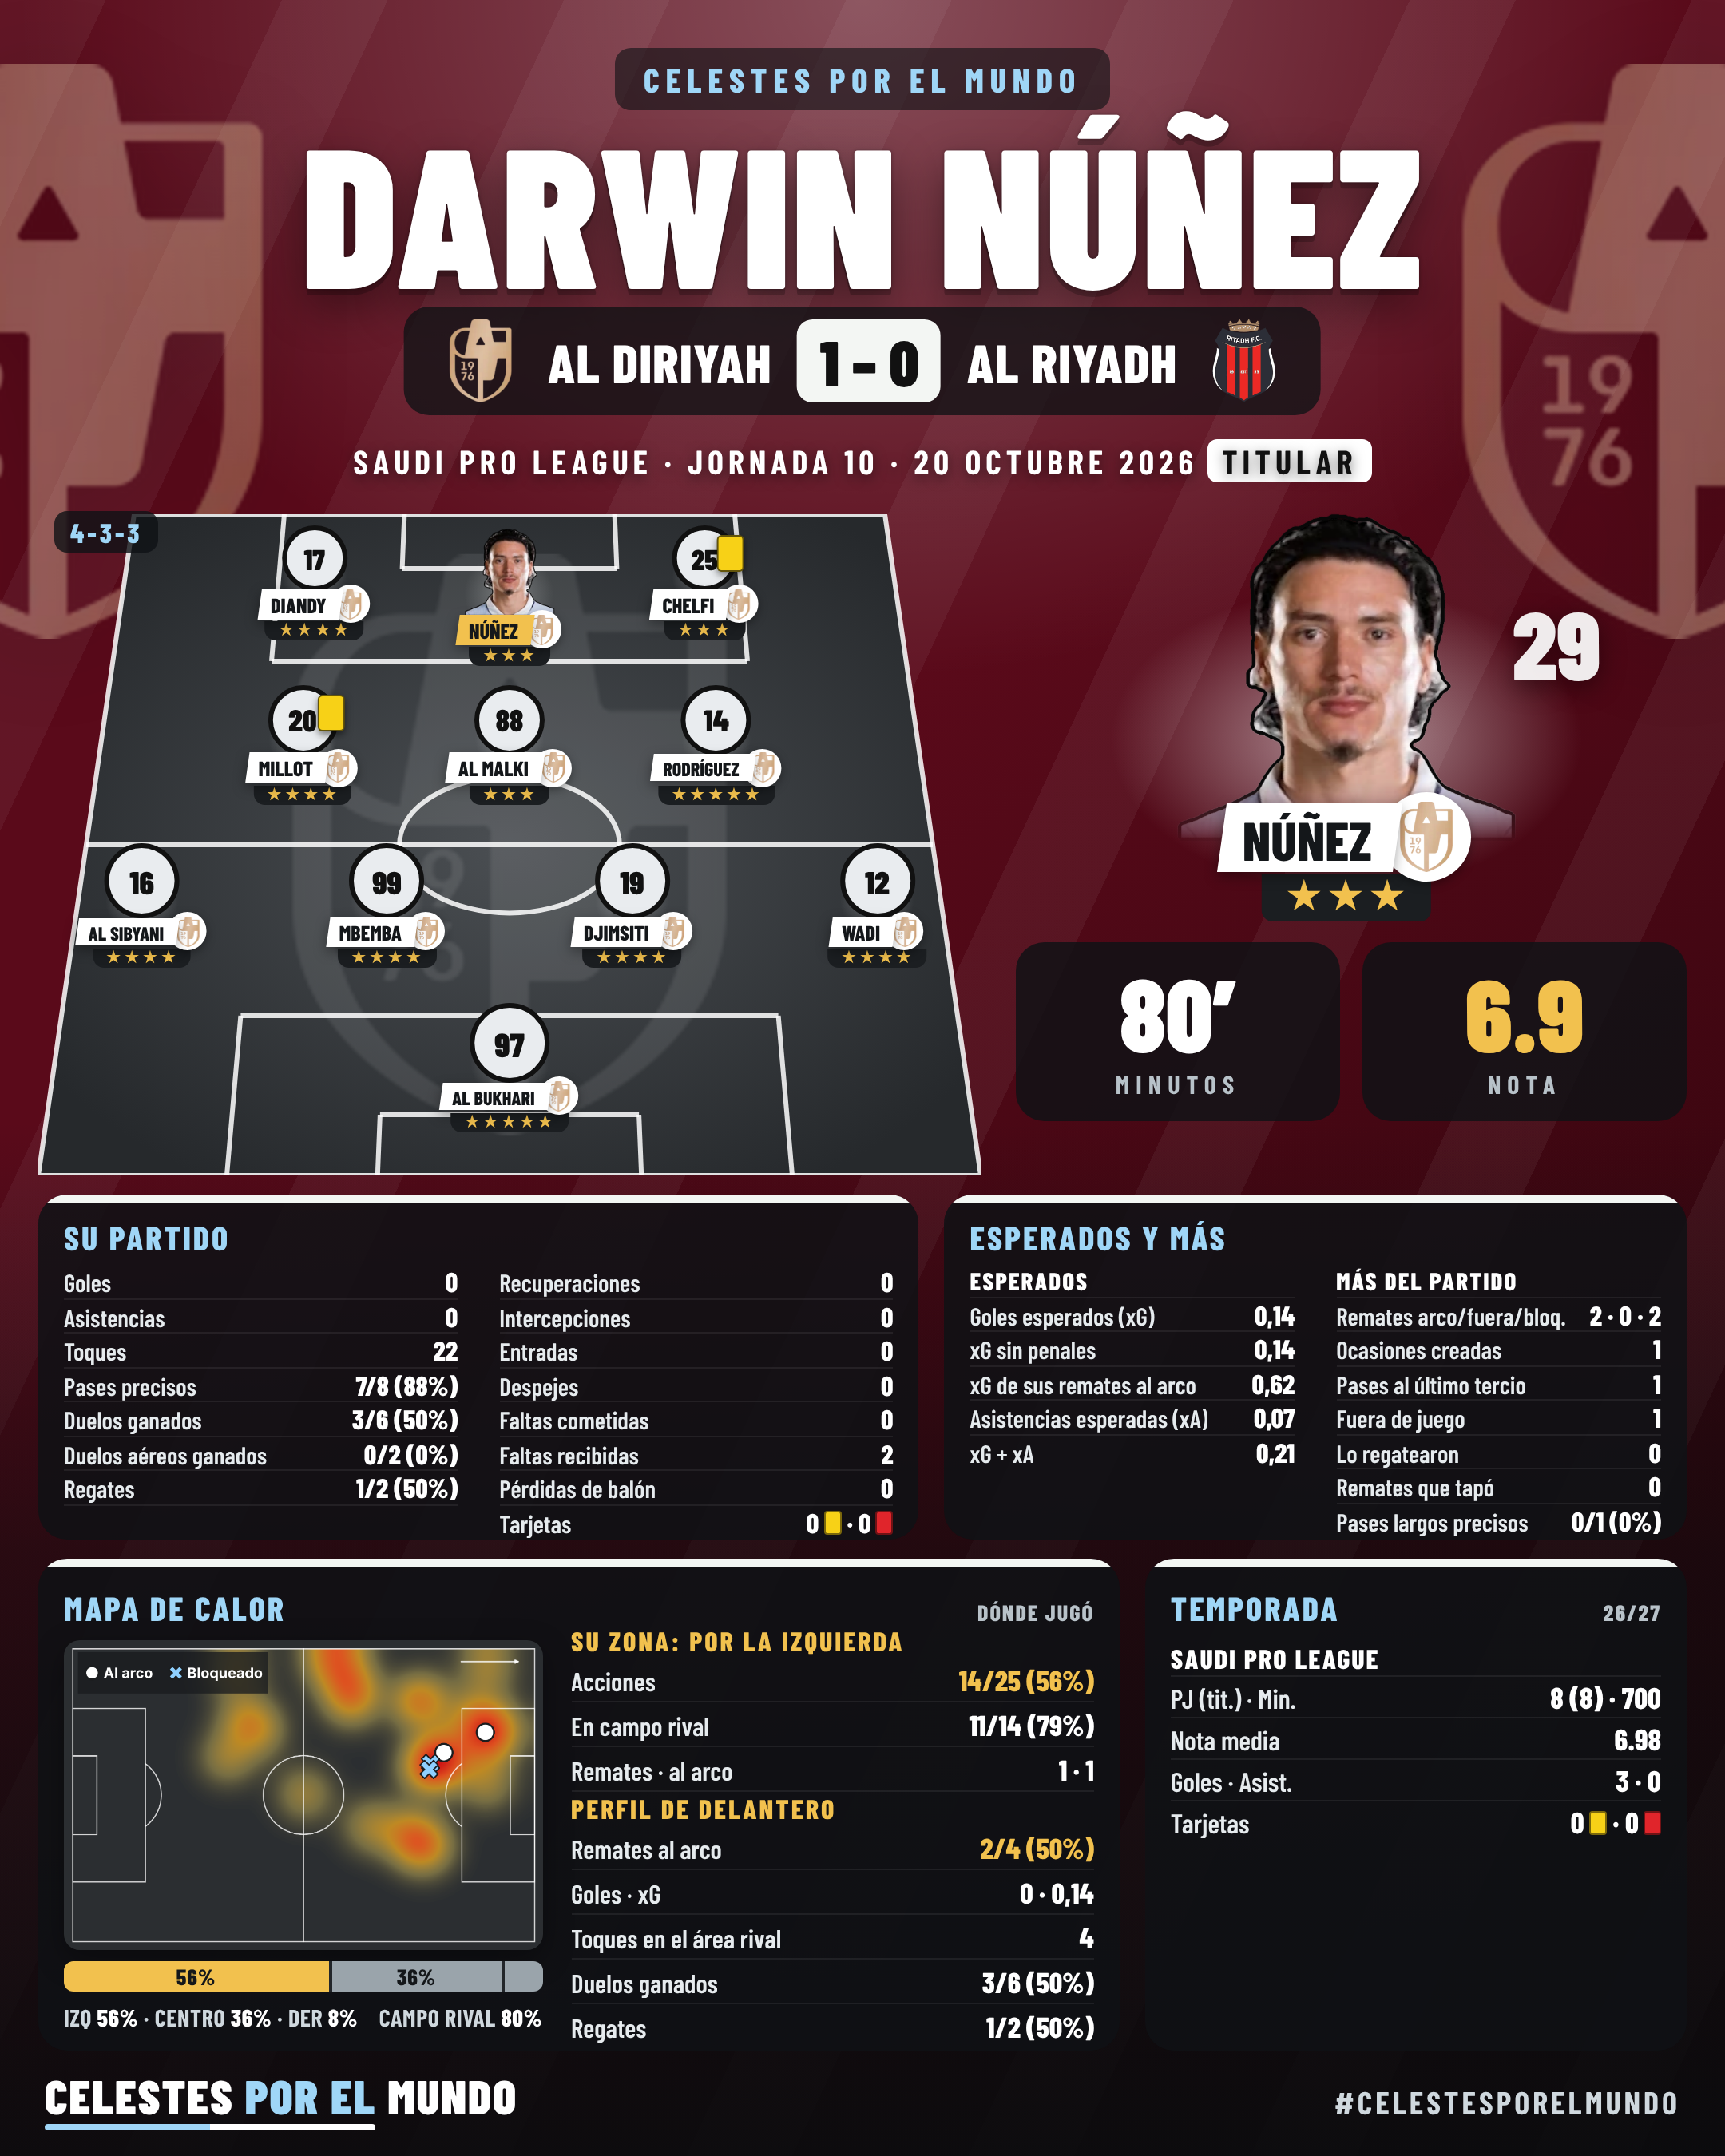 CELESTES POR EL MUNDO
DARWIN NÚÑEZ
19
76
AL DIRIYAH
1 - 0
AL RIYADH
RIYADH F.C.
19
76
SAUDI PRO LEAGUE · JORNADA 10 · 20 OCTUBRE 2026 TITULAR
4-3-3
17
DIANDY
★★★★
NÚÑEZ
★★★
25
CHELFI
★★★
20
MILLOT
★★★★
88
AL MALKI
★★★
14
RODRÍGUEZ
★★★★★
16
AL SIBYANI
★★★★
99
MBEMBA
★★★★
19
DJIMSITI
★★★★
12
WADI
★★★★
97
AL BUKHARI
★★★★★
29
NÚÑEZ
19
76
★★★
80′
MINUTOS
6.9
NOTA
SU PARTIDO
Goles 0
Asistencias 0
Toques 22
Pases precisos 7/8 (88%)
Duelos ganados 3/6 (50%)
Duelos aéreos ganados 0/2 (0%)
Regates 1/2 (50%)
Recuperaciones 0
Intercepciones 0
Entradas 0
Despejes 0
Faltas cometidas 0
Faltas recibidas 2
Pérdidas de balón 0
Tarjetas 0 · 0
ESPERADOS Y MÁS
ESPERADOS
Goles esperados (xG) 0,14
xG sin penales 0,14
xG de sus remates al arco 0,62
Asistencias esperadas (xA) 0,07
xG + xA 0,21
MÁS DEL PARTIDO
Remates arco/fuera/bloq. 2 · 0 · 2
Ocasiones creadas 1
Pases al último tercio 1
Fuera de juego 1
Lo regatearon 0
Remates que tapó 0
Pases largos precisos 0/1 (0%)
MAPA DE CALOR
DÓNDE JUGÓ
Al arco Bloqueado
56% 36%
IZQ 56% · CENTRO 36% · DER 8% CAMPO RIVAL 80%
SU ZONA: POR LA IZQUIERDA
Acciones 14/25 (56%)
En campo rival 11/14 (79%)
Remates · al arco 1 · 1
PERFIL DE DELANTERO
Remates al arco 2/4 (50%)
Goles · xG 0 · 0,14
Toques en el área rival 4
Duelos ganados 3/6 (50%)
Regates 1/2 (50%)
TEMPORADA 26/27
SAUDI PRO LEAGUE
PJ (tit.) · Min. 8 (8) · 700
Nota media 6.98
Goles · Asist. 3 · 0
Tarjetas 0 · 0
CELESTES POR EL MUNDO
#CELESTESPORELMUNDO